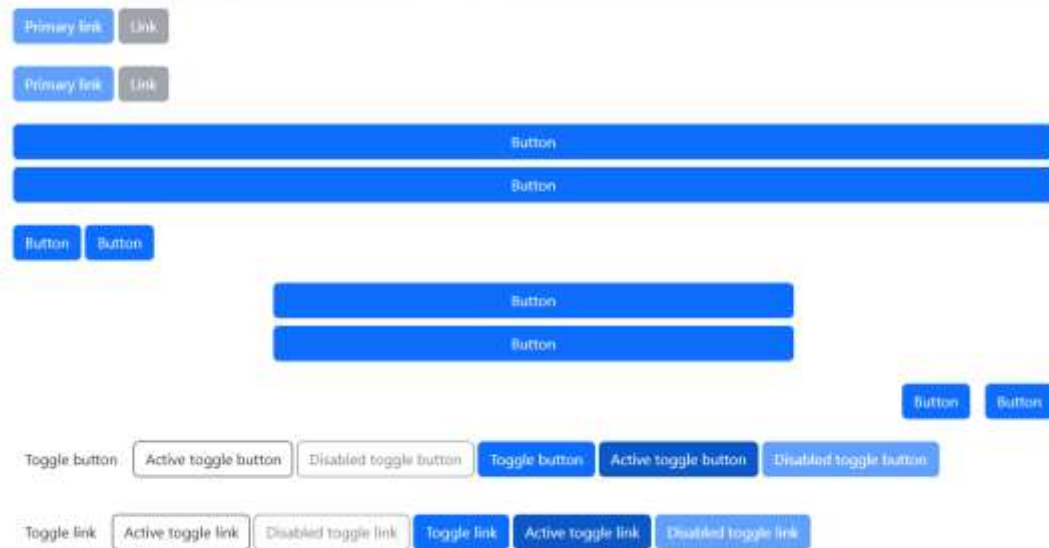 Primary link Link
Primary link Link
Button
Button
Button Button
Button
Button
Button Button
Toggle button Active toggle button Disabled toggle button Toggle button Active toggle button Disabled toggle button
Toggle link Active toggle link Disabled toggle link Toggle link Active toggle link Disabled toggle link